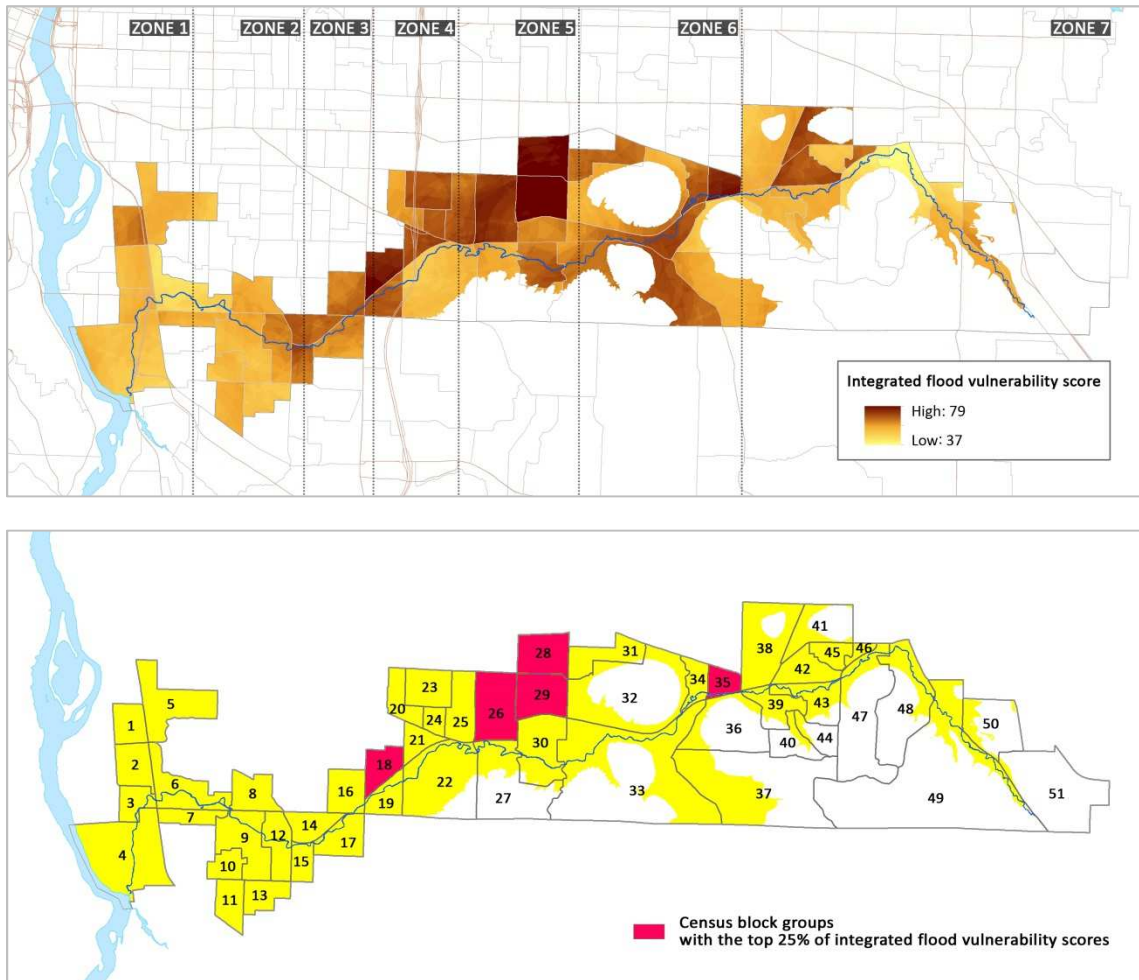 ZONE 1 ZONE 2 ZONE 3 ZONE 4 ZONE 5 ZONE 6 ZONE 7
Integrated flood vulnerability score
High: 79
Low: 37
28 31 38 41
23 34 35 42 45 46
5 20 24 25 26 29 32 39 43
1 21 30 36 40 44 47 48 50
2 18 22 27 33 37 49 51
6 8 16 19
3 7 14 17
4 9 12 15
10
11 13
Census block groups
with the top 25% of integrated flood vulnerability scores